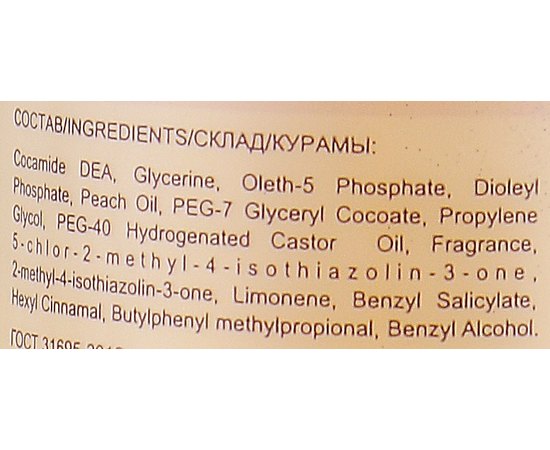 СОСТАВ/INGREDIENTS/СКЛАД/КУРАМЫ:
Cocamide DEA, Glycerine, Oleth-5 Phosphate, Dioleyl
Phosphate, Peach Oil, PEG-7 Glyceryl Cocoate, Propylene
Glycol, PEG-40 Hydrogenated Castor Oil, Fragrance,
5-chlor-2-methyl-4-isothiazolin-3-one,
2-methyl-4-isothiazolin-3-one, Limonene, Benzyl Salicylate,
Hexyl Cinnamal, Butylphenyl methylpropional, Benzyl Alcohol.
ГОСТ